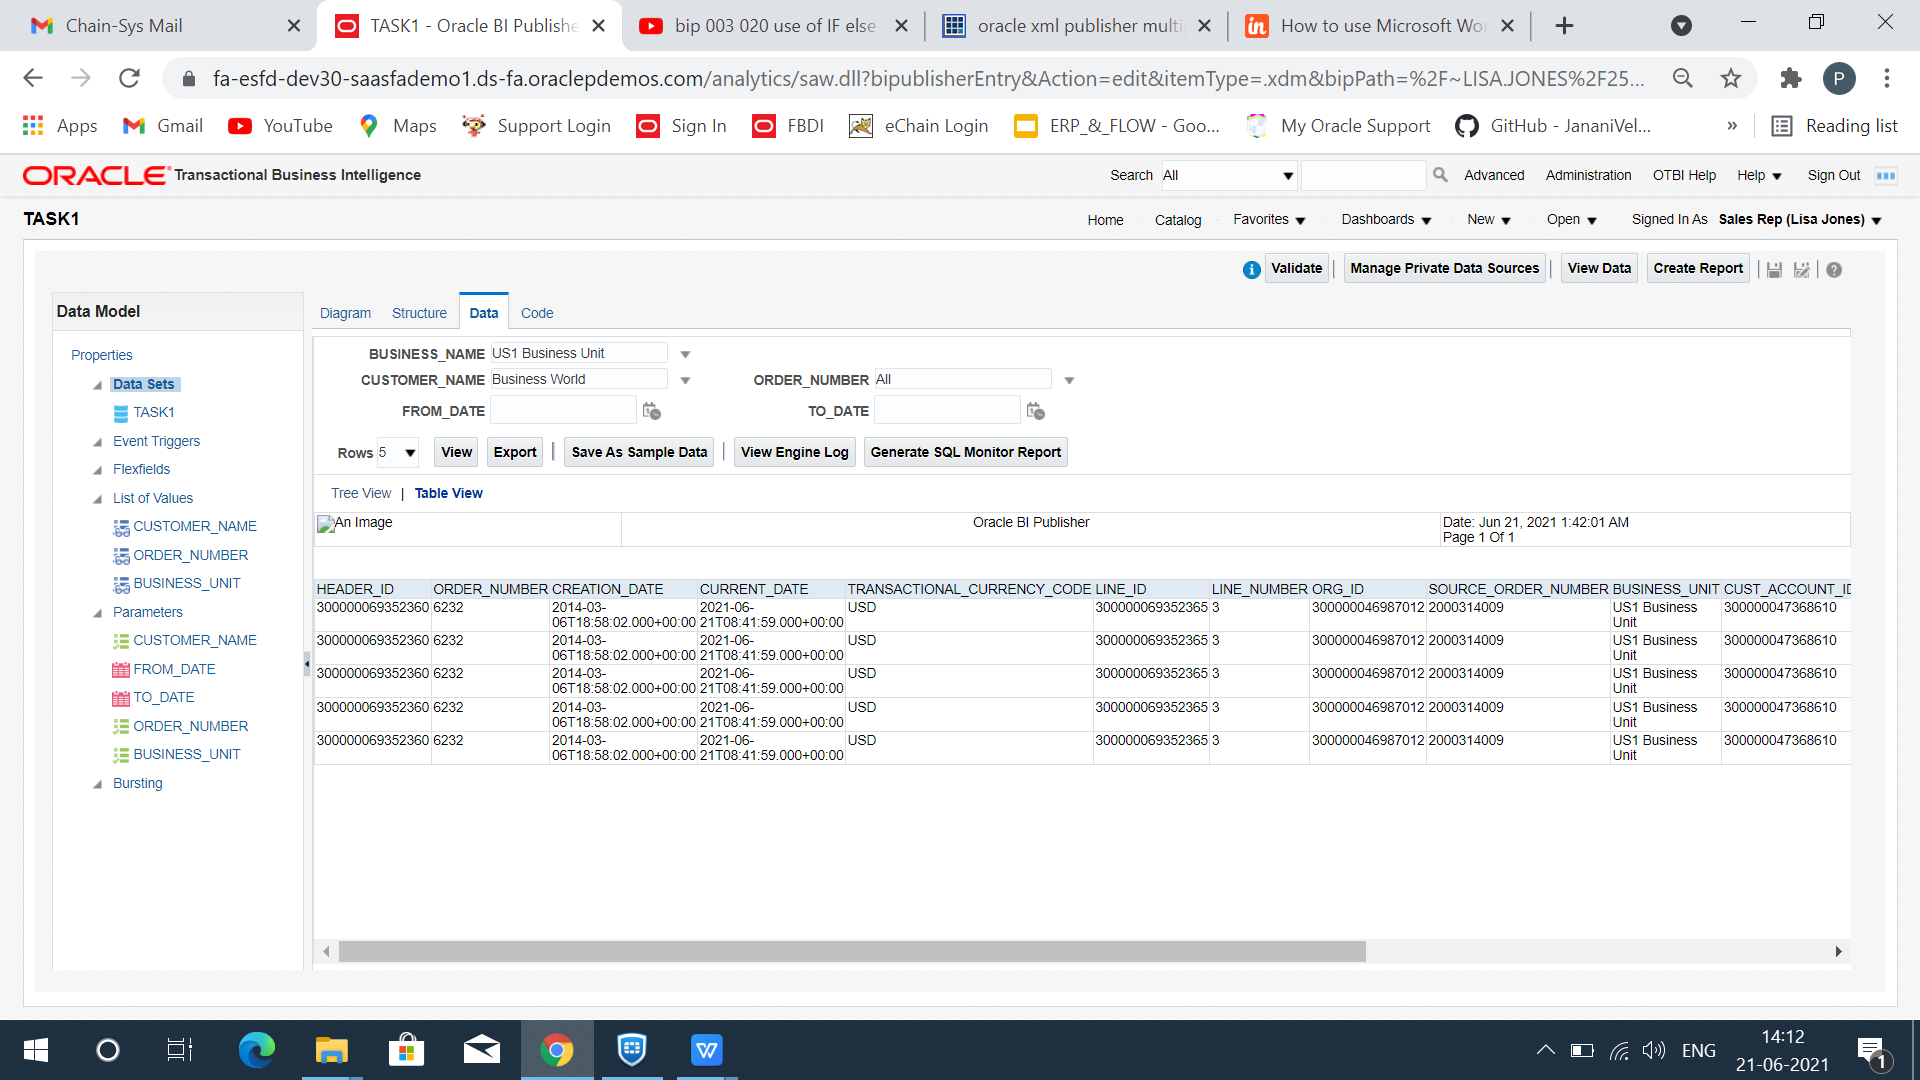 Chain-Sys Mail
TASK1 - Oracle BI Publishe
bip 003 020 use of IF else
oracle xml publisher multi
How to use Microsoft Wo
fa-esfd-dev30-saasfademo1.ds-fa.oraclepdemos.com/analytics/saw.dll?bipublisherEntry&Action=edit&itemType=.xdm&bipPath=%2F~LISA.JONES%2F25...
P
Apps Gmail YouTube Maps Support Login Sign In FBDI eChain Login ERP_&_FLOW - Goo... My Oracle Support GitHub - JananiVel... » Reading list
ORACLE Transactional Business Intelligence
Search All Advanced Administration OTBI Help Help Sign Out
TASK1
Home Catalog Favorites Dashboards New Open Signed In As Sales Rep (Lisa Jones)
Validate Manage Private Data Sources View Data Create Report
Data Model
Properties
Data Sets
TASK1
Event Triggers
Flexfields
List of Values
CUSTOMER_NAME
ORDER_NUMBER
BUSINESS_UNIT
Parameters
CUSTOMER_NAME
FROM_DATE
TO_DATE
ORDER_NUMBER
BUSINESS_UNIT
Bursting
Diagram Structure Data Code
BUSINESS_NAME US1 Business Unit
CUSTOMER_NAME Business World ORDER_NUMBER All
FROM_DATE TO_DATE
Rows 5 View Export Save As Sample Data View Engine Log Generate SQL Monitor Report
Tree View | Table View
An Image Oracle BI Publisher Date: Jun 21, 2021 1:42:01 AM
Page 1 Of 1
HEADER_ID ORDER_NUMBER CREATION_DATE CURRENT_DATE TRANSACTIONAL_CURRENCY_CODE LINE_ID LINE_NUMBER ORG_ID SOURCE_ORDER_NUMBER BUSINESS_UNIT CUST_ACCOUNT_ID
300000069352360 6232 2014-03- 2021-06- USD 300000069352365 3 300000046987012 2000314009 US1 Business 300000047368610
06T18:58:02.000+00:00 21T08:41:59.000+00:00 Unit
300000069352360 6232 2014-03- 2021-06- USD 300000069352365 3 300000046987012 2000314009 US1 Business 300000047368610
06T18:58:02.000+00:00 21T08:41:59.000+00:00 Unit
300000069352360 6232 2014-03- 2021-06- USD 300000069352365 3 300000046987012 2000314009 US1 Business 300000047368610
06T18:58:02.000+00:00 21T08:41:59.000+00:00 Unit
300000069352360 6232 2014-03- 2021-06- USD 300000069352365 3 300000046987012 2000314009 US1 Business 300000047368610
06T18:58:02.000+00:00 21T08:41:59.000+00:00 Unit
300000069352360 6232 2014-03- 2021-06- USD 300000069352365 3 300000046987012 2000314009 US1 Business 300000047368610
06T18:58:02.000+00:00 21T08:41:59.000+00:00 Unit
ENG
14:12
21-06-2021
1